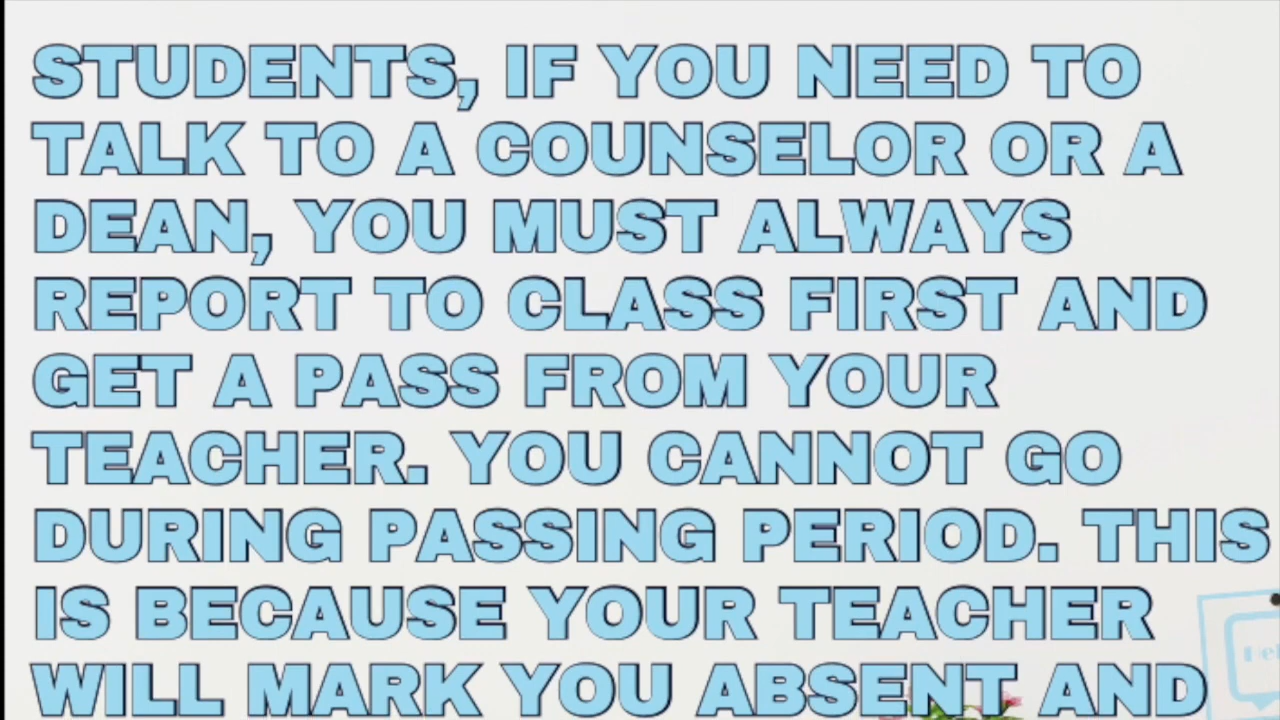 STUDENTS, IF YOU NEED TO
TALK TO A COUNSELOR OR A
DEAN, YOU MUST ALWAYS
REPORT TO CLASS FIRST AND
GET A PASS FROM YOUR
TEACHER. YOU CANNOT GO
DURING PASSING PERIOD. THIS
IS BECAUSE YOUR TEACHER
WILL MARK YOU ABSENT AND